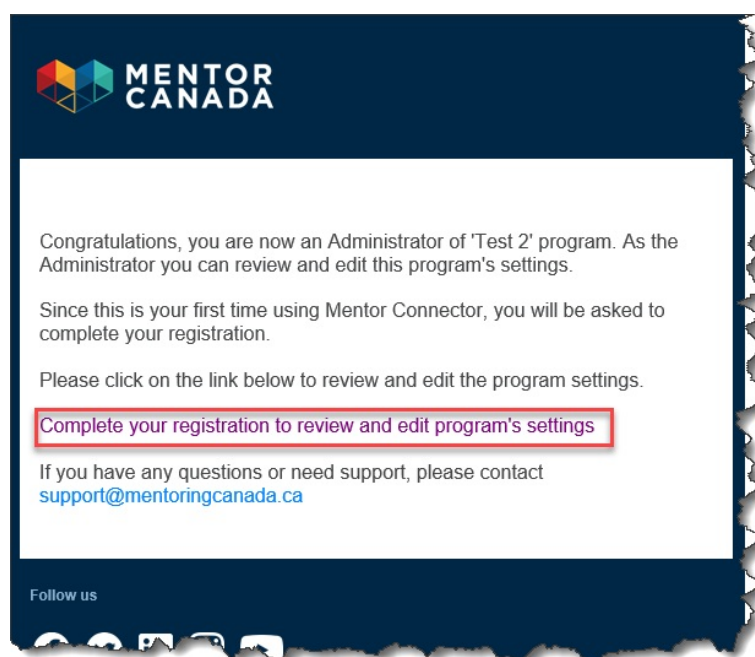 MENTOR
CANADA
Congratulations, you are now an Administrator of 'Test 2' program. As the
Administrator you can review and edit this program's settings.
Since this is your first time using Mentor Connector, you will be asked to
complete your registration.
Please click on the link below to review and edit the program settings.
Complete your registration to review and edit program's settings
If you have any questions or need support, please contact
support@mentoringcanada.ca
Follow us